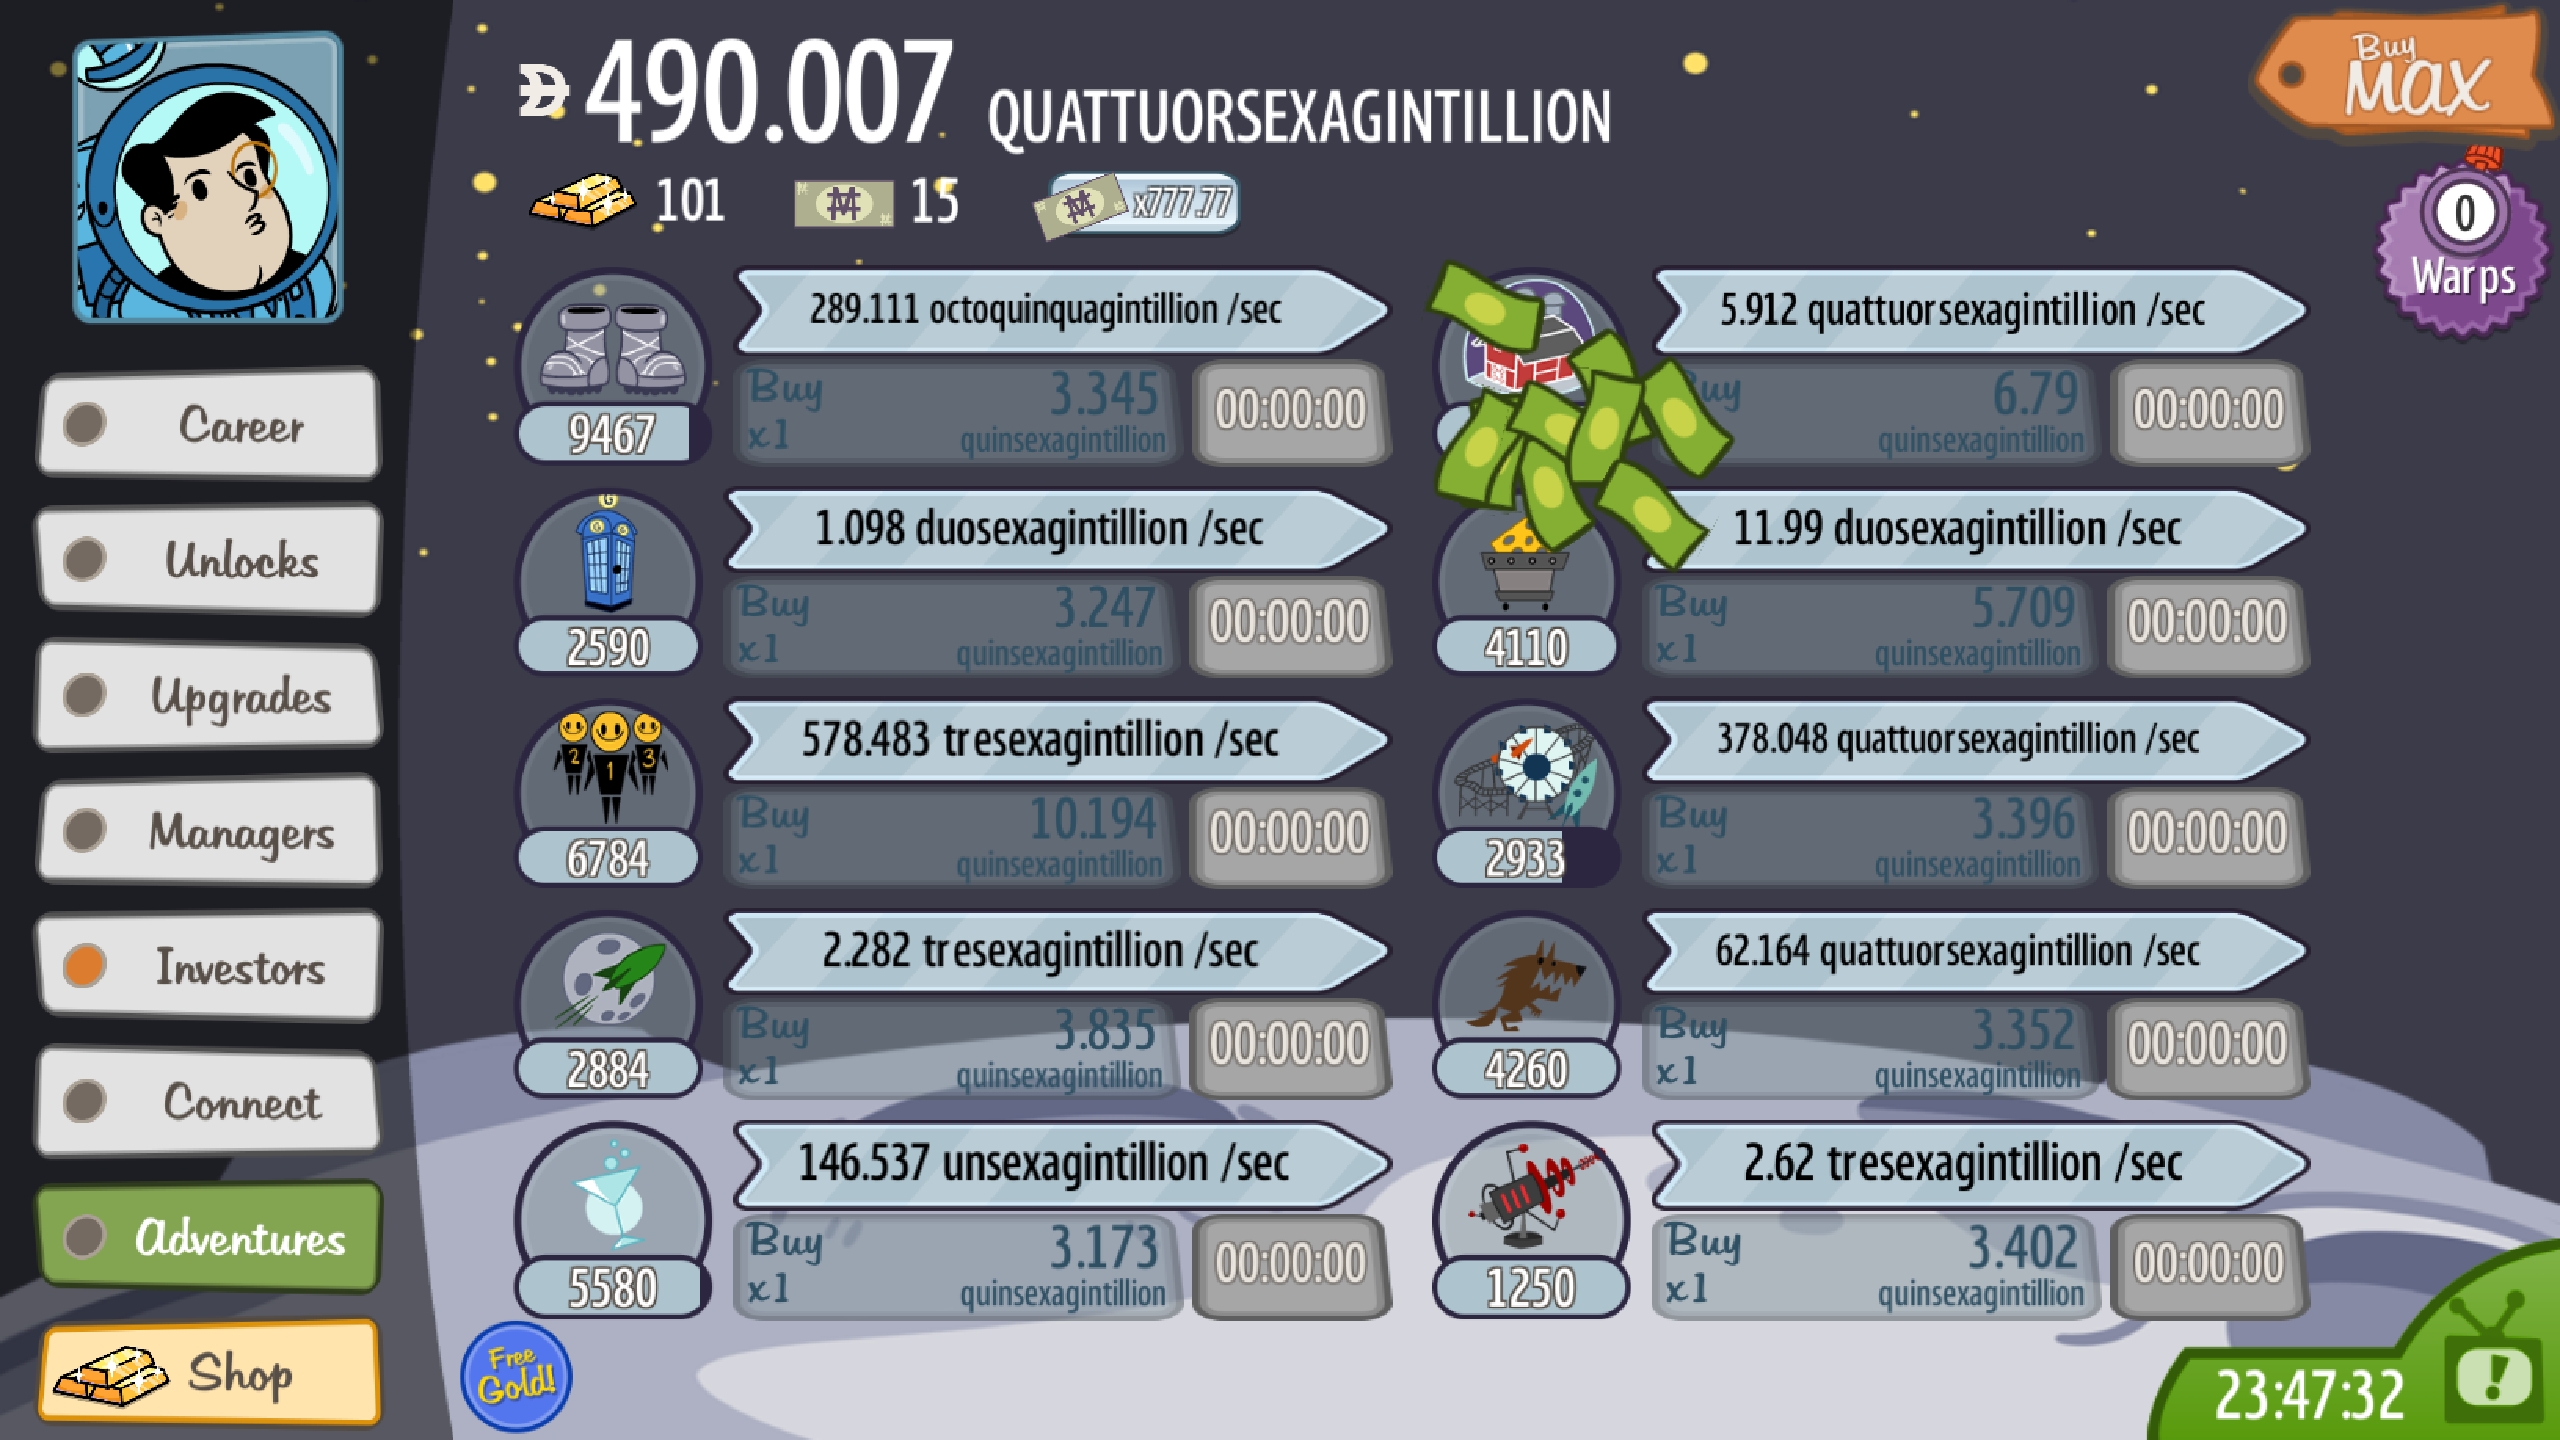 490.007 QUATTUORSEXAGINTILLION
Buy
MAX
101
15
x777.77
0
Warps
Career
Unlocks
Upgrades
Managers
Investors
Connect
Adventures
Shop
289.111 octoquinquagintillion /sec
9467
Buy 3.345
x1 quinsexagintillion
00:00:00
5.912 quattuorsexagintillion /sec
6.79
quinsexagintillion
00:00:00
1.098 duosexagintillion /sec
2590
Buy 3.247
x1 quinsexagintillion
00:00:00
11.99 duosexagintillion /sec
4110
Buy 5.709
x1 quinsexagintillion
00:00:00
2 1 3
578.483 tresexagintillion /sec
6784
Buy 10.194
x1 quinsexagintillion
00:00:00
378.048 quattuorsexagintillion /sec
2933
Buy 3.396
x1 quinsexagintillion
00:00:00
2.282 tresexagintillion /sec
2884
Buy 3.835
x1 quinsexagintillion
00:00:00
62.164 quattuorsexagintillion /sec
4260
Buy 3.352
x1 quinsexagintillion
00:00:00
146.537 unsexagintillion /sec
5580
Buy 3.173
x1 quinsexagintillion
00:00:00
2.62 tresexagintillion /sec
1250
Buy 3.402
x1 quinsexagintillion
00:00:00
Free
Gold!
23:47:32
!